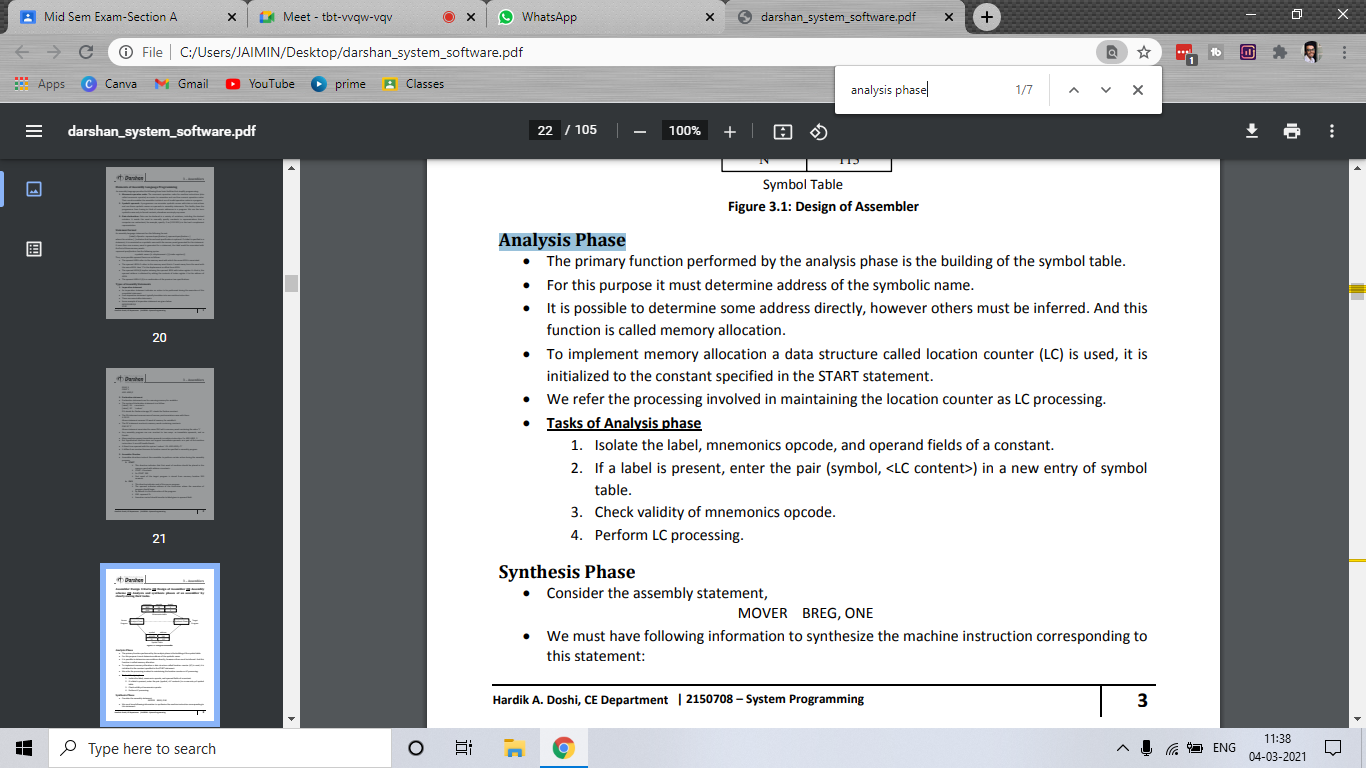 Mid Sem Exam-Section A
Meet - tbt-vvqw-vqv
WhatsApp
darshan_system_software.pdf
File | C:/Users/JAIMIN/Desktop/darshan_system_software.pdf
1
Apps
Canva
Gmail
YouTube
prime
Classes
analysis phase
1/7
darshan_system_software.pdf
22 / 105
100%
N 115
Symbol Table
Figure 3.1: Design of Assembler
Analysis Phase
• The primary function performed by the analysis phase is the building of the symbol table.
• For this purpose it must determine address of the symbolic name.
• It is possible to determine some address directly, however others must be inferred. And this
function is called memory allocation.
• To implement memory allocation a data structure called location counter (LC) is used, it is
initialized to the constant specified in the START statement.
• We refer the processing involved in maintaining the location counter as LC processing.
• Tasks of Analysis phase
1. Isolate the label, mnemonics opcode, and operand fields of a constant.
2. If a label is present, enter the pair (symbol, <LC content>) in a new entry of symbol
table.
3. Check validity of mnemonics opcode.
4. Perform LC processing.
Synthesis Phase
• Consider the assembly statement,
MOVER BREG, ONE
• We must have following information to synthesize the machine instruction corresponding to
this statement:
Hardik A. Doshi, CE Department | 2150708 – System Programming
3
Darshan
20
Darshan
21
Darshan
Type here to search
ENG
11:38
04-03-2021